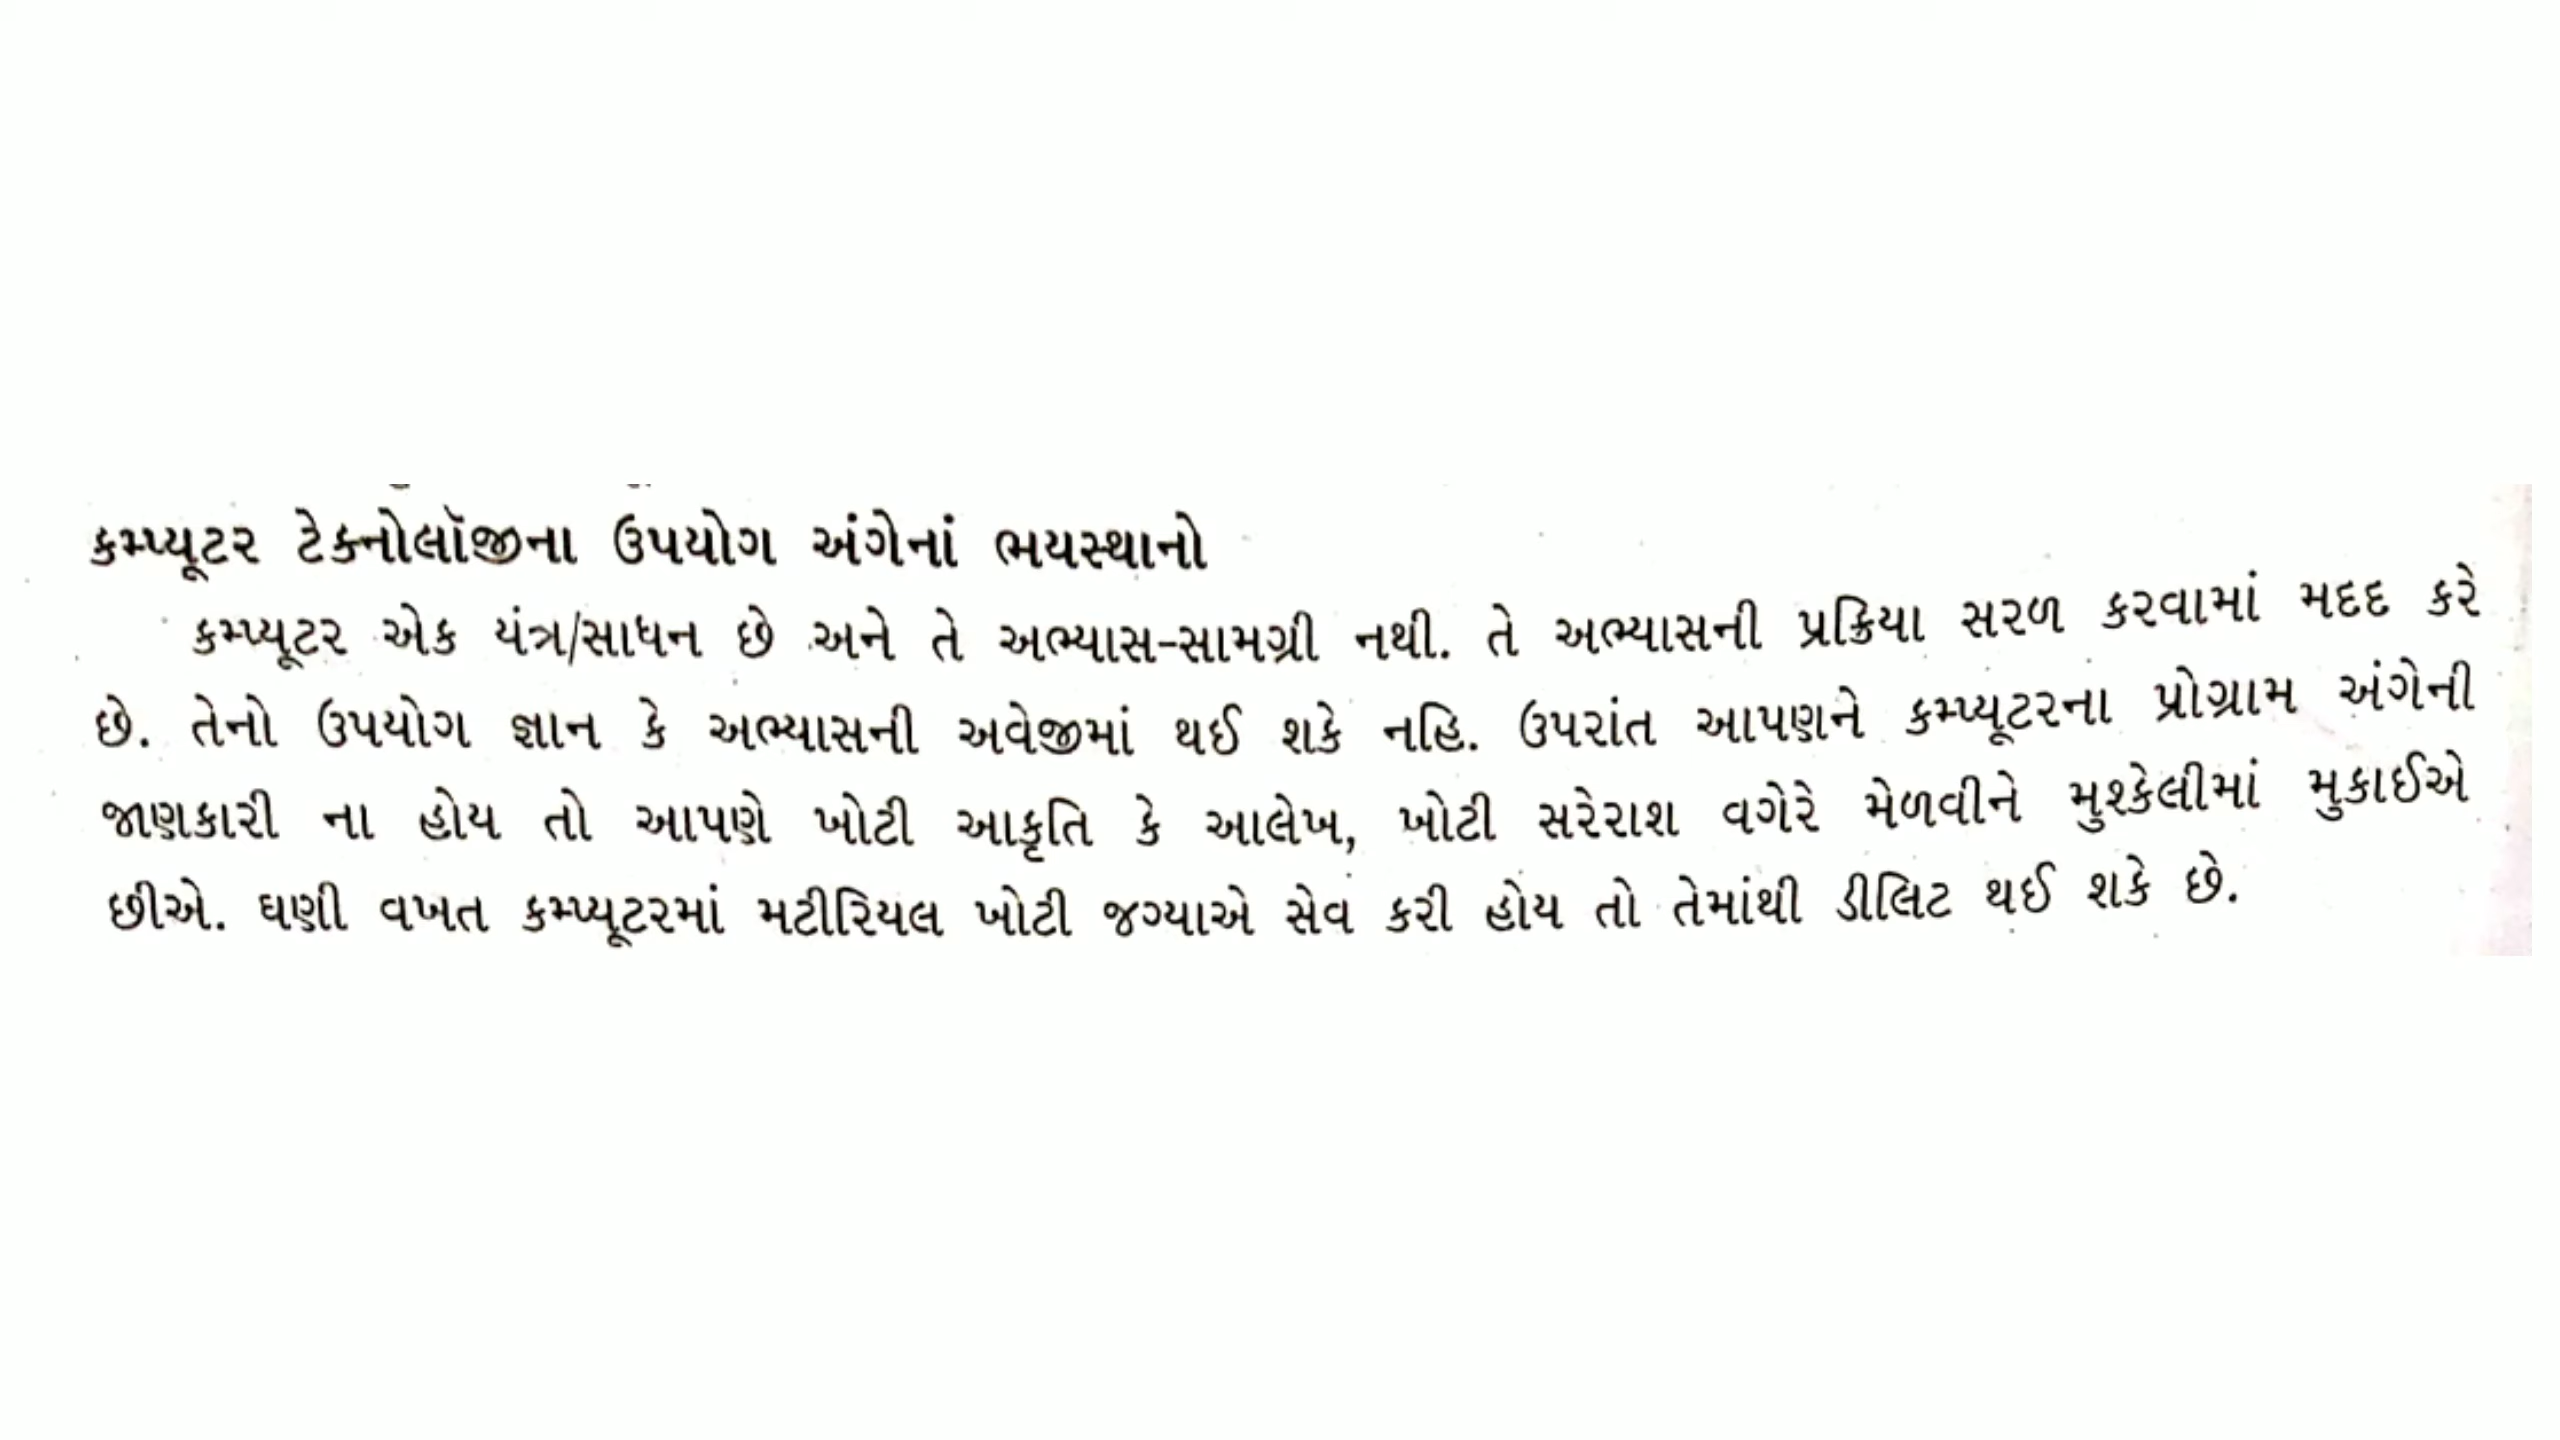 કમ્પ્યૂટર ટેક્નોલૉજીના ઉપયોગ અંગેનાં ભયસ્થાનો
કમ્પ્યૂટર એક યંત્ર/સાધન છે અને તે અભ્યાસ-સામગ્રી નથી. તે અભ્યાસની પ્રક્રિયા સરળ કરવામાં મદદ કરે
છે. તેનો ઉપયોગ જ્ઞાન કે અભ્યાસની અવેજીમાં થઈ શકે નહિ. ઉપરાંત આપણને કમ્પ્યૂટરના પ્રોગ્રામ અંગેની
જાણકારી ના હોય તો આપણે ખોટી આકૃતિ કે આલેખ, ખોટી સરેરાશ વગેરે મેળવીને મુશ્કેલીમાં મુકાઈએ
છીએ. ઘણી વખત કમ્પ્યૂટરમાં મટીરિયલ ખોટી જગ્યાએ સેવ કરી હોય તો તેમાંથી ડીલિટ થઈ શકે છે.